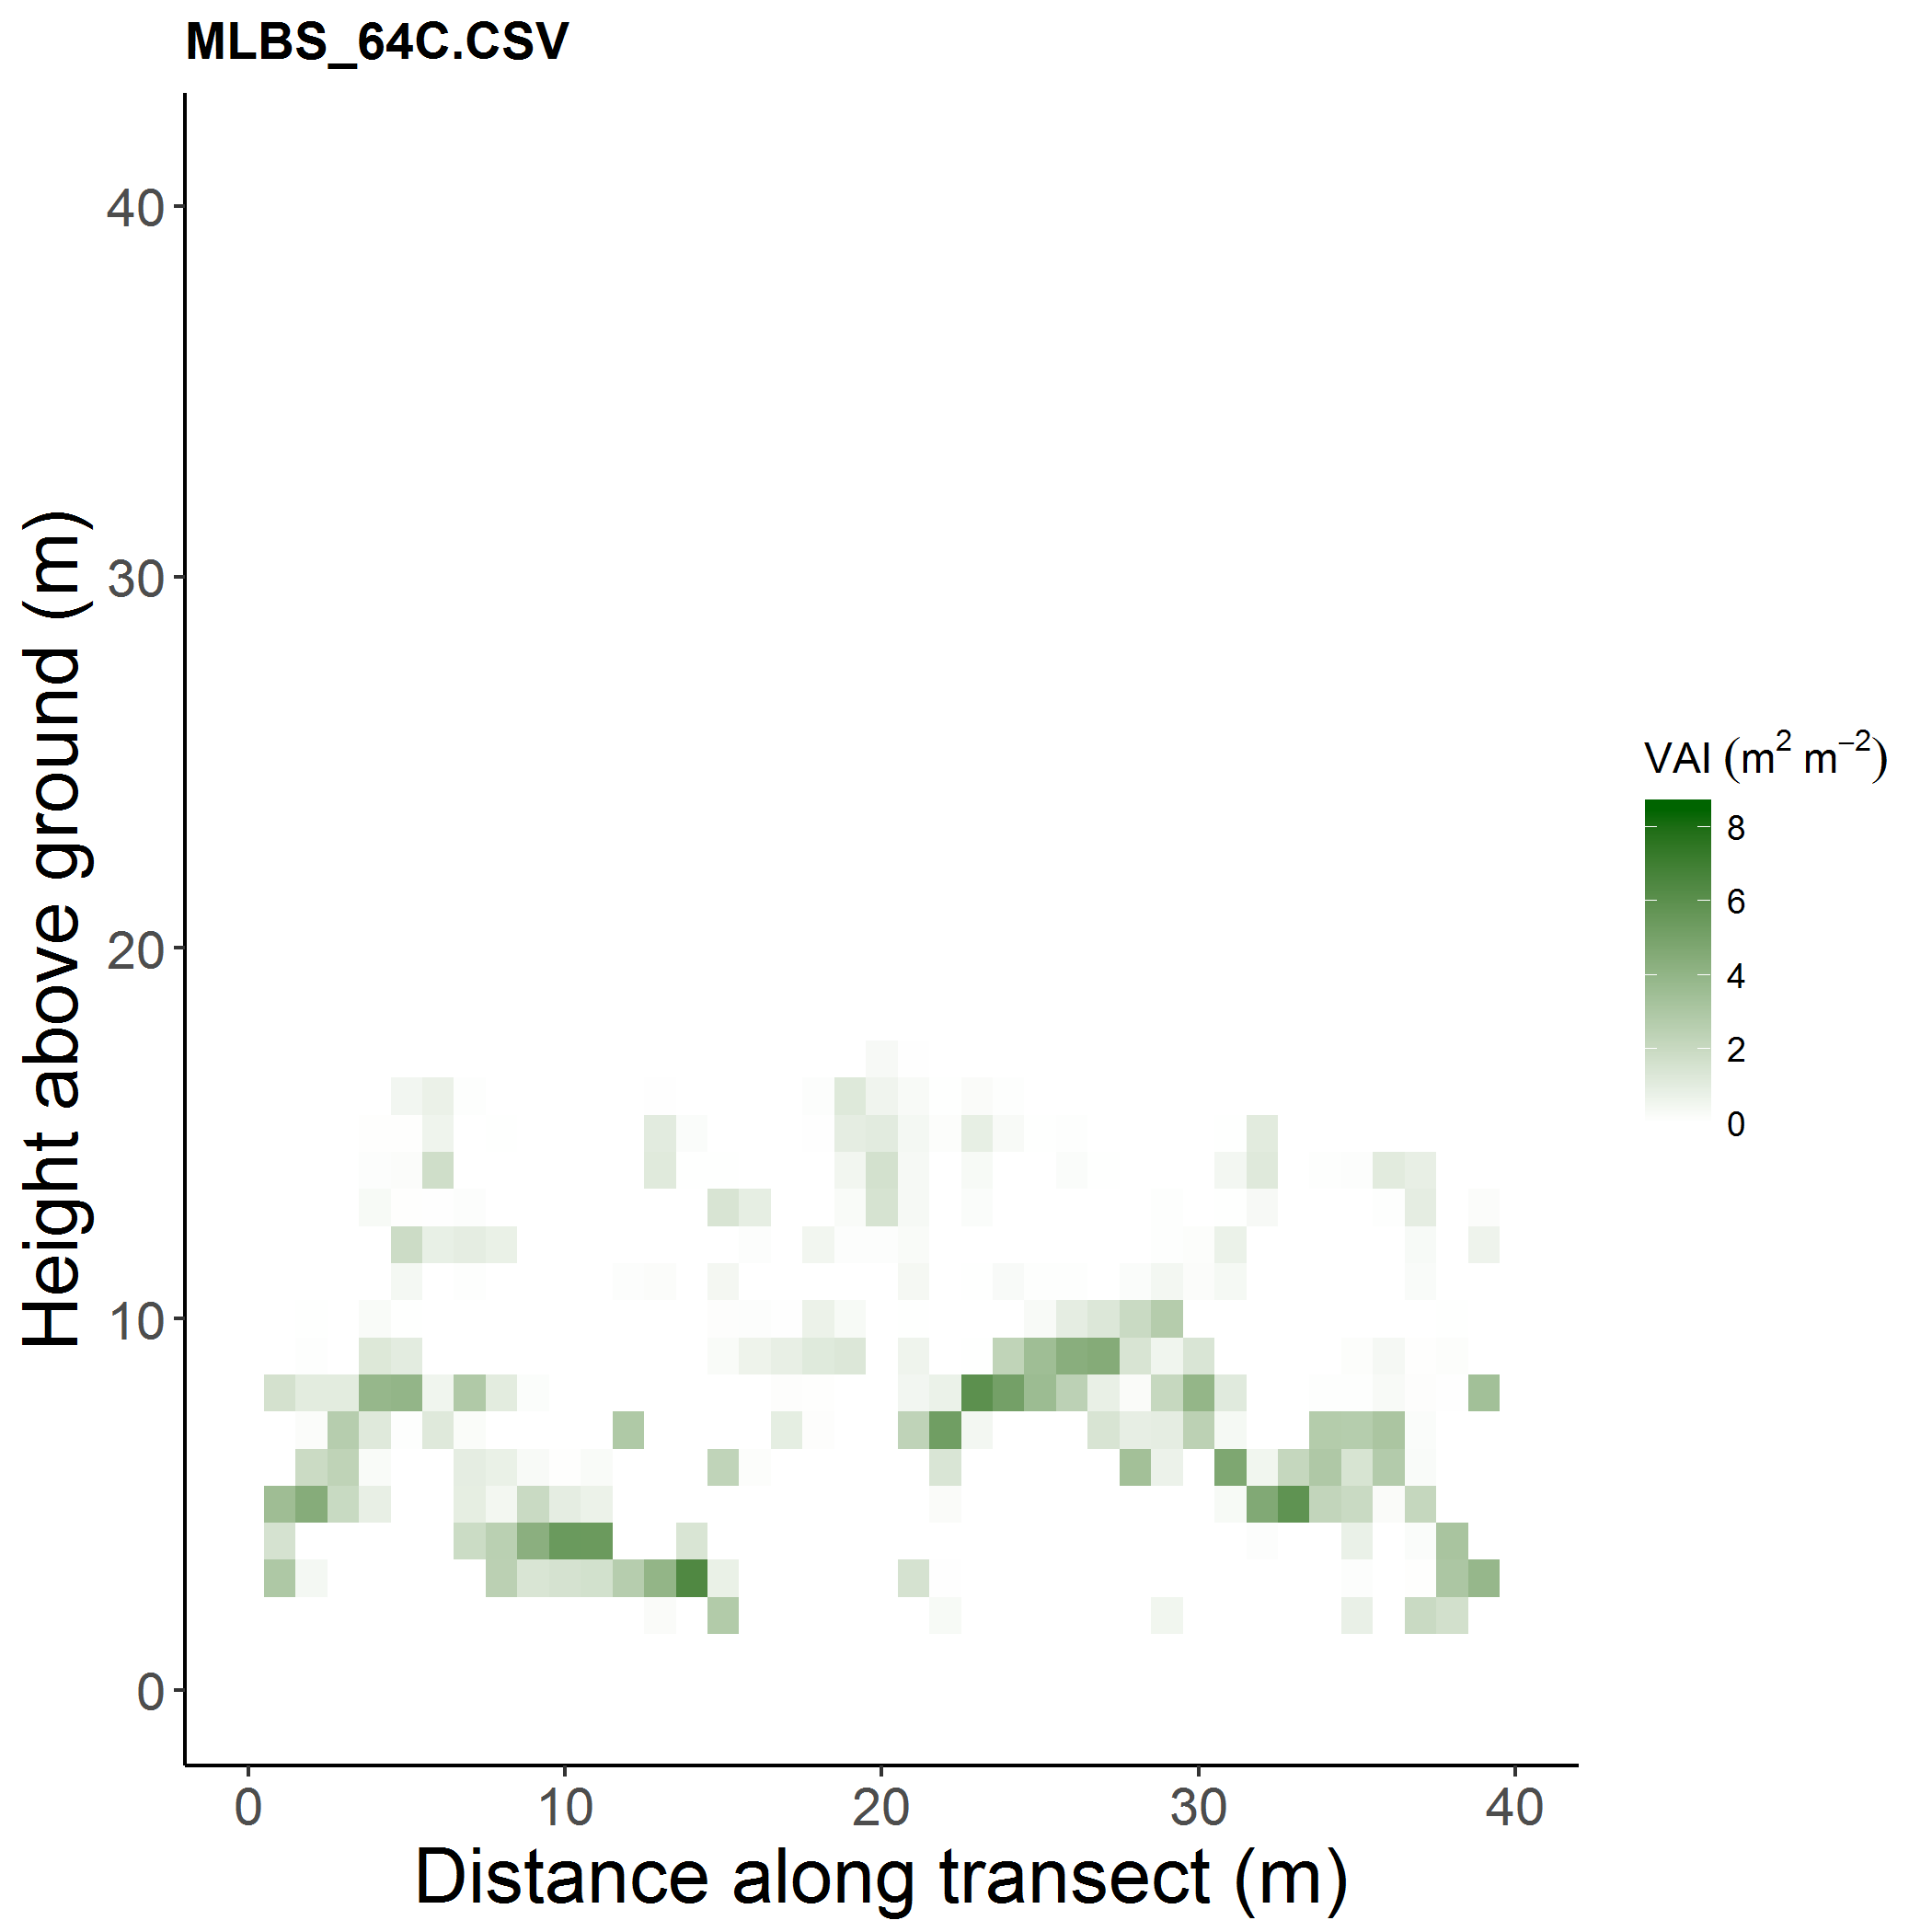 MLBS_64C.CSV
40
30
20
10
0
Height above ground (m)
0 10 20 30 40
Distance along transect (m)
VAI (m² m⁻²)
8
6
4
2
0